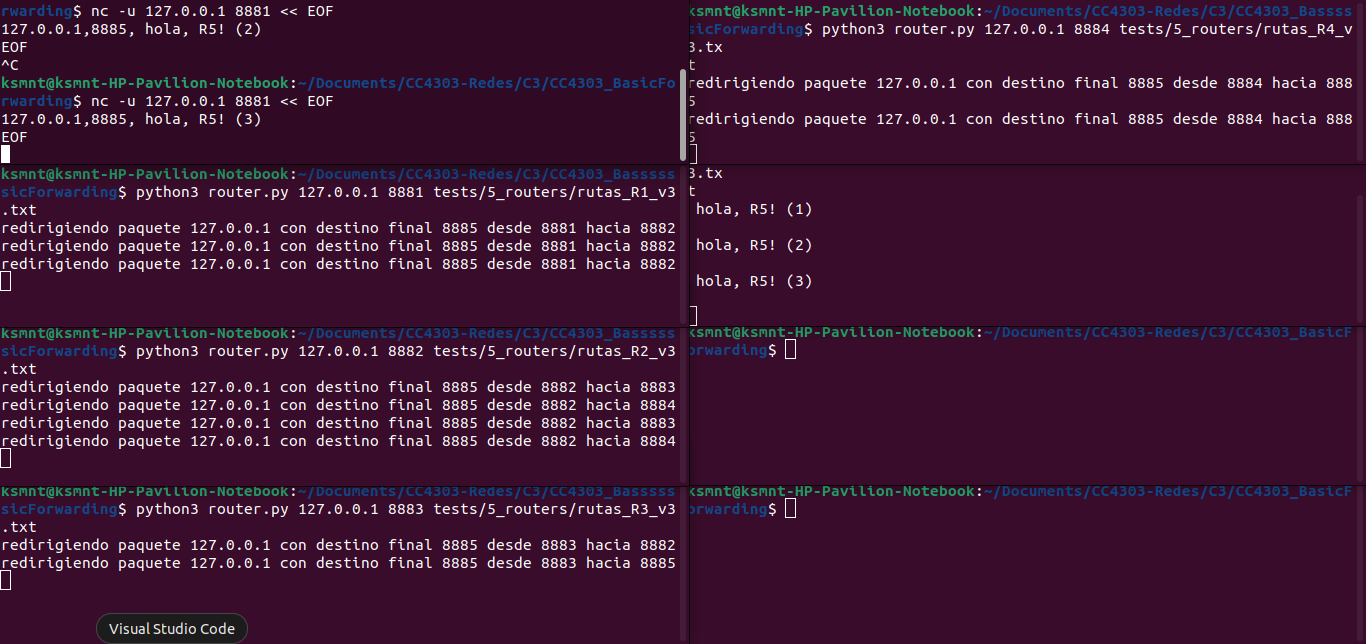 rwarding$ nc -u 127.0.0.1 8881 << EOF
127.0.0.1,8885, hola, R5! (2)
EOF
^C
ksmnt@ksmnt-HP-Pavilion-Notebook:~/Documents/CC4303-Redes/C3/CC4303_BasicFo
rwarding$ nc -u 127.0.0.1 8881 << EOF
127.0.0.1,8885, hola, R5! (3)
EOF
ksmnt@ksmnt-HP-Pavilion-Notebook:~/Documents/CC4303-Redes/C3/CC4303_Basssss
sicForwarding$ python3 router.py 127.0.0.1 8881 tests/5_routers/rutas_R1_v3
.txt
redirigiendo paquete 127.0.0.1 con destino final 8885 desde 8881 hacia 8882
redirigiendo paquete 127.0.0.1 con destino final 8885 desde 8881 hacia 8882
redirigiendo paquete 127.0.0.1 con destino final 8885 desde 8881 hacia 8882
ksmnt@ksmnt-HP-Pavilion-Notebook:~/Documents/CC4303-Redes/C3/CC4303_Basssss
sicForwarding$ python3 router.py 127.0.0.1 8882 tests/5_routers/rutas_R2_v3
.txt
redirigiendo paquete 127.0.0.1 con destino final 8885 desde 8882 hacia 8883
redirigiendo paquete 127.0.0.1 con destino final 8885 desde 8882 hacia 8884
redirigiendo paquete 127.0.0.1 con destino final 8885 desde 8882 hacia 8883
redirigiendo paquete 127.0.0.1 con destino final 8885 desde 8882 hacia 8884
ksmnt@ksmnt-HP-Pavilion-Notebook:~/Documents/CC4303-Redes/C3/CC4303_Basssss
sicForwarding$ python3 router.py 127.0.0.1 8883 tests/5_routers/rutas_R3_v3
.txt
redirigiendo paquete 127.0.0.1 con destino final 8885 desde 8883 hacia 8882
redirigiendo paquete 127.0.0.1 con destino final 8885 desde 8883 hacia 8885
Visual Studio Code
ksmnt@ksmnt-HP-Pavilion-Notebook:~/Documents/CC4303-Redes/C3/CC4303_Bassss
sicForwarding$ python3 router.py 127.0.0.1 8884 tests/5_routers/rutas_R4_v
3.tx
t
redirigiendo paquete 127.0.0.1 con destino final 8885 desde 8884 hacia 888
5
redirigiendo paquete 127.0.0.1 con destino final 8885 desde 8884 hacia 888
5
3.tx
t
hola, R5! (1)
hola, R5! (2)
hola, R5! (3)
ksmnt@ksmnt-HP-Pavilion-Notebook:~/Documents/CC4303-Redes/C3/CC4303_BasicF
orwarding$
ksmnt@ksmnt-HP-Pavilion-Notebook:~/Documents/CC4303-Redes/C3/CC4303_BasicF
orwarding$